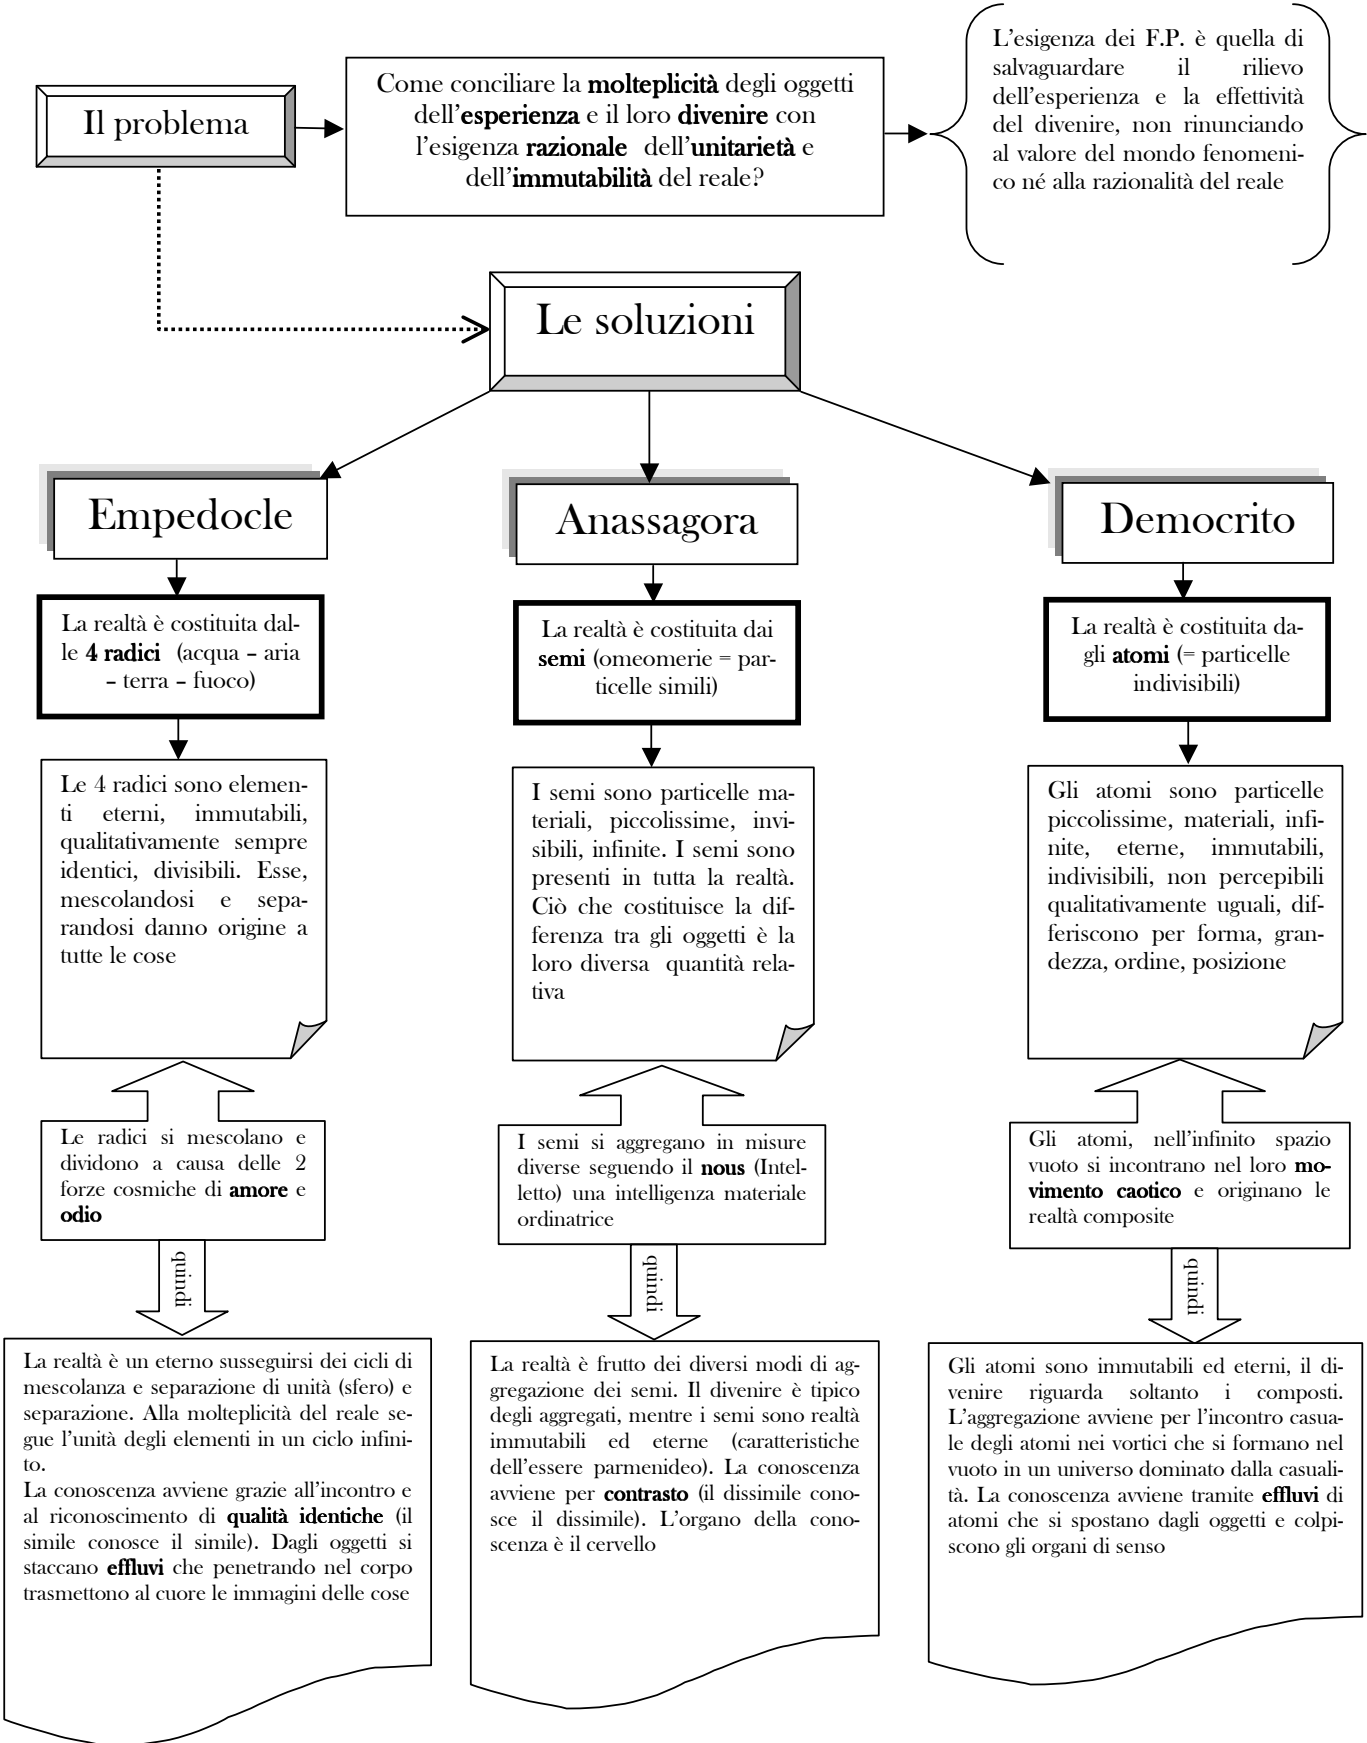 Il problema
Come conciliare la molteplicità degli oggetti
dell'esperienza e il loro divenire con
l'esigenza razionale dell'unitarietà e
dell'immutabilità del reale?
L'esigenza dei F.P. è quella di
salvaguardare il rilievo
dell'esperienza e la effettività
del divenire, non rinunciando
al valore del mondo fenomeni-
co né alla razionalità del reale
Le soluzioni
Empedocle
La realtà è costituita dal-
le 4 radici (acqua – aria
– terra – fuoco)
Le 4 radici sono elemen-
ti eterni, immutabili,
qualitativamente sempre
identici, divisibili. Esse,
mescolandosi e sepa-
randosi danno origine a
tutte le cose
Le radici si mescolano e
dividono a causa delle 2
forze cosmiche di amore e
odio
quindi
La realtà è un eterno susseguirsi dei cicli di
mescolanza e separazione di unità (sfero) e
separazione. Alla molteplicità del reale se-
gue l'unità degli elementi in un ciclo infini-
to.
La conoscenza avviene grazie all'incontro e
al riconoscimento di qualità identiche (il
simile conosce il simile). Dagli oggetti si
staccano effluvi che penetrando nel corpo
trasmettono al cuore le immagini delle cose
Anassagora
La realtà è costituita dai
semi (omeomerie = par-
ticelle simili)
I semi sono particelle ma-
teriali, piccolissime, invi-
sibili, infinite. I semi sono
presenti in tutta la realtà.
Ciò che costituisce la dif-
ferenza tra gli oggetti è la
loro diversa quantità rela-
tiva
I semi si aggregano in misure
diverse seguendo il nous (Intel-
letto) una intelligenza materiale
ordinatrice
quindi
La realtà è frutto dei diversi modi di ag-
gregazione dei semi. Il divenire è tipico
degli aggregati, mentre i semi sono realtà
immutabili ed eterne (caratteristiche
dell'essere parmenideo). La conoscenza
avviene per contrasto (il dissimile cono-
sce il dissimile). L'organo della cono-
scenza è il cervello
Democrito
La realtà è costituita da-
gli atomi (= particelle
indivisibili)
Gli atomi sono particelle
piccolissime, materiali, infi-
nite, eterne, immutabili,
indivisibili, non percepibili
qualitativamente uguali, dif-
feriscono per forma, gran-
dezza, ordine, posizione
Gli atomi, nell'infinito spazio
vuoto si incontrano nel loro mo-
vimento caotico e originano le
realtà composite
quindi
Gli atomi sono immutabili ed eterni, il di-
venire riguarda soltanto i composti.
L'aggregazione avviene per l'incontro casua-
le degli atomi nei vortici che si formano nel
vuoto in un universo dominato dalla casuali-
tà. La conoscenza avviene tramite effluvi di
atomi che si spostano dagli oggetti e colpi-
scono gli organi di senso